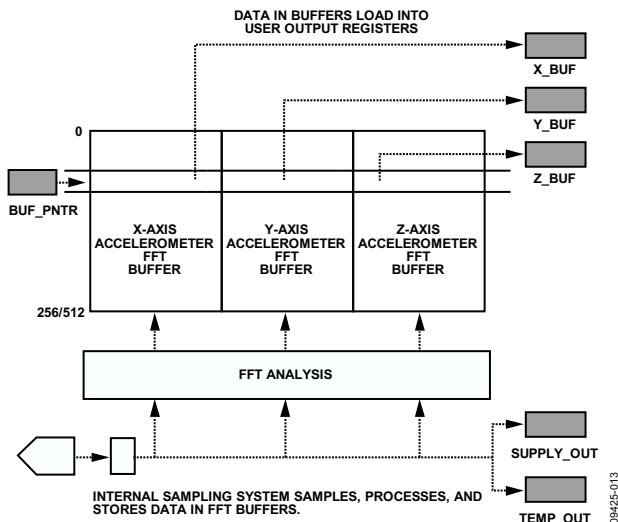 DATA IN BUFFERS LOAD INTO
USER OUTPUT REGISTERS
X_BUF
Y_BUF
0
Z_BUF
BUF_PNTR
X-AXIS
ACCELEROMETER
FFT
BUFFER
Y-AXIS
ACCELEROMETER
FFT
BUFFER
Z-AXIS
ACCELEROMETER
FFT
BUFFER
256/512
FFT ANALYSIS
SUPPLY_OUT
INTERNAL SAMPLING SYSTEM SAMPLES, PROCESSES, AND
STORES DATA IN FFT BUFFERS.
TEMP_OUT
09425-013